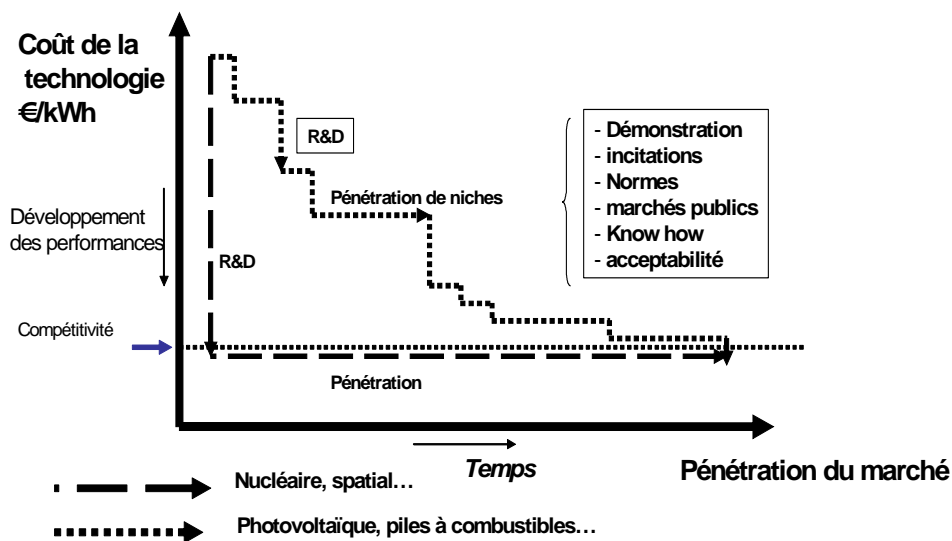 Coût de la
technologie
€/kWh
R&D
- Démonstration
- incitations
- Normes
- marchés publics
- Know how
- acceptabilité
Pénétration de niches
Développement
des performances
R&D
Compétitivité
Pénétration
Temps
Pénétration du marché
Nucléaire, spatial…
Photovoltaïque, piles à combustibles…